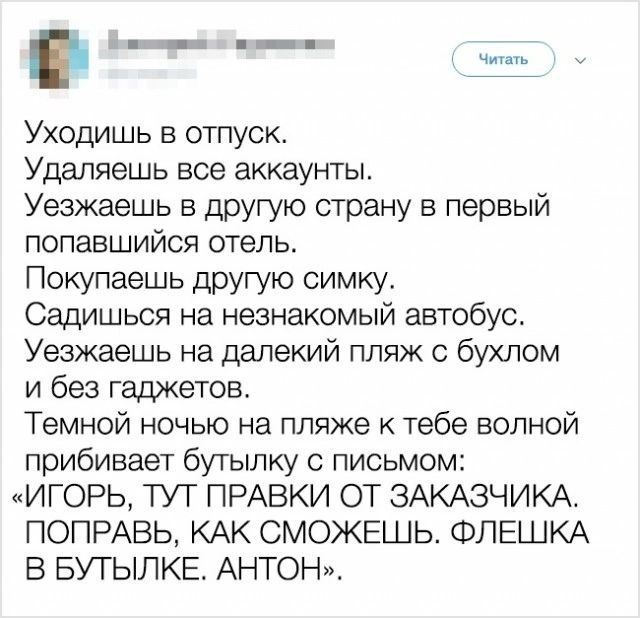 Читать
Уходишь в отпуск.
Удаляешь все аккаунты.
Уезжаешь в другую страну в первый
попавшийся отель.
Покупаешь другую симку.
Садишься на незнакомый автобус.
Уезжаешь на далекий пляж с бухлом
и без гаджетов.
Темной ночью на пляже к тебе волной
прибивает бутылку с письмом:
«ИГОРЬ, ТУТ ПРАВКИ ОТ ЗАКАЗЧИКА.
ПОПРАВЬ, КАК СМОЖЕШЬ. ФЛЕШКА
В БУТЫЛКЕ. АНТОН».